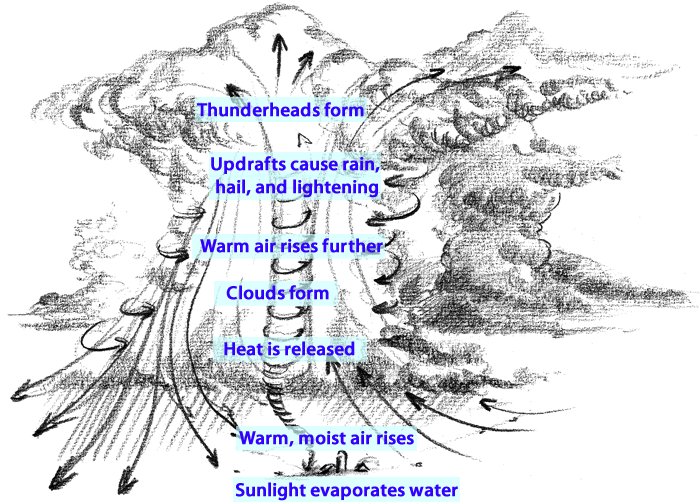 Thunderheads form
Updrafts cause rain,
hail, and lightening
Warm air rises further
Clouds form
Heat is released
Warm, moist air rises
Sunlight evaporates water